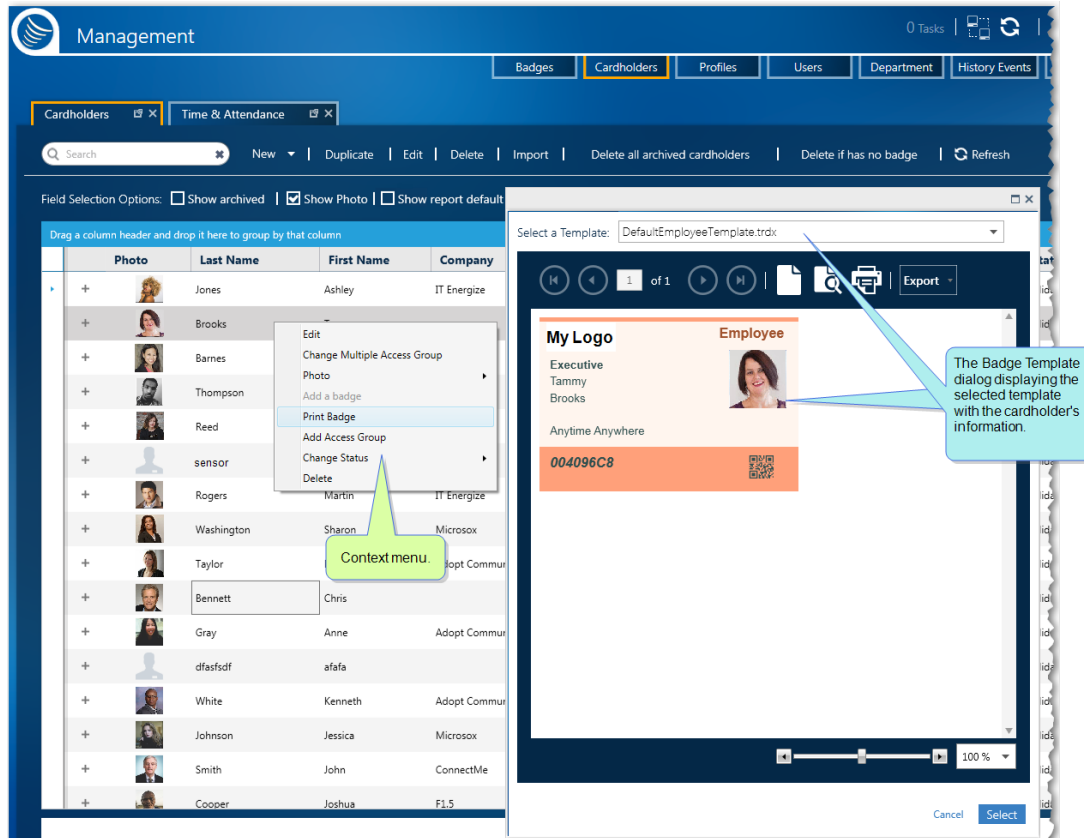 Management
0 Tasks
Badges Cardholders Profiles Users Department History Events
Cardholders Time & Attendance
Search New Duplicate Edit Delete Import Delete all archived cardholders Delete if has no badge Refresh
Field Selection Options: Show archived Show Photo Show report default
Drag a column header and drop it here to group by that column
Photo Last Name First Name Company
Jones Ashley IT Energize
Brooks
Barnes
Thompson
Reed
sensor
Rogers Martin IT Energize
Washington Sharon Microsox
Taylor
Bennett Chris
Gray Anne Adopt Commun
dfasfsdf afafa
White Kenneth Adopt Commun
Johnson Jessica Microsox
Smith John ConnectMe
Cooper Joshua F1.5
Edit
Change Multiple Access Group
Photo
Add a badge
Print Badge
Add Access Group
Change Status
Delete
Context menu.
Select a Template: DefaultEmployeeTemplate.trdx
1 of 1 Export
My Logo Employee
Executive
Tammy
Brooks
Anytime Anywhere
004096C8
The Badge Template
dialog displaying the
selected template
with the cardholder's
information.
100 %
Cancel Select